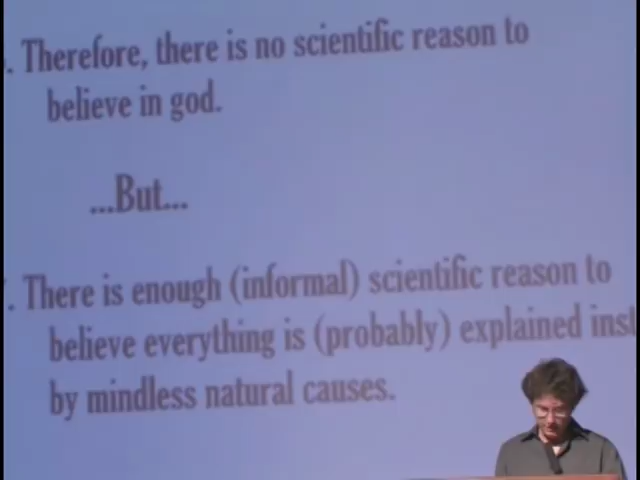 . Therefore, there is no scientific reason to
believe in god.
...But...
. There is enough (informal) scientific reason to
believe everything is (probably) explained inst
by mindless natural causes.